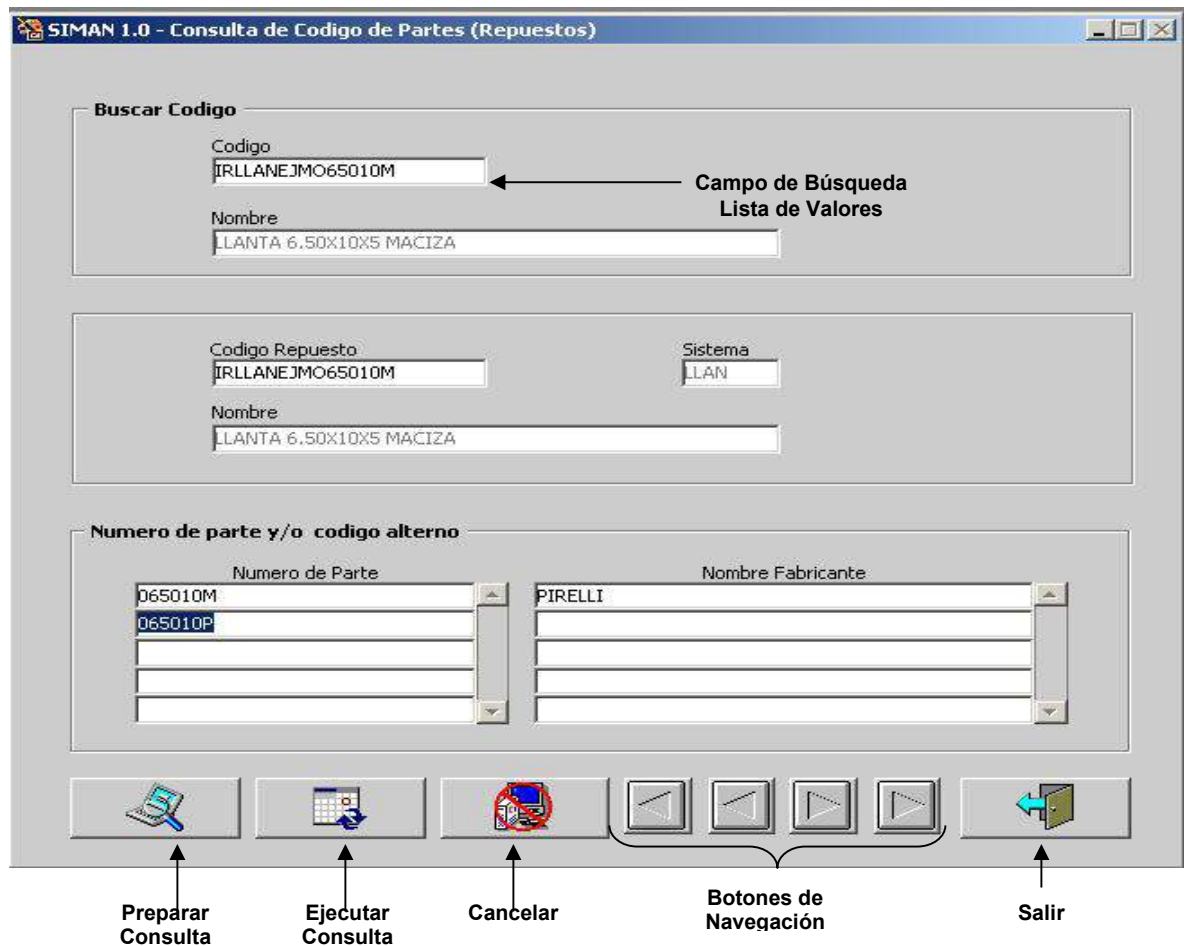 SIMAN 1.0 - Consulta de Codigo de Partes (Repuestos)
Buscar Codigo
Codigo
IRLLANEJMO65010M
Campo de Búsqueda
Lista de Valores
Nombre
LLANTA 6.50X10X5 MACIZA
Codigo Repuesto
Sistema
IRLLANEJMO65010M
LLAN
Nombre
LLANTA 6.50X10X5 MACIZA
Numero de parte y/o codigo alterno
Numero de Parte
Nombre Fabricante
O65010M
PIRELLI
O65010P
Preparar
Consulta
Ejecutar
Consulta
Cancelar
Botones de
Navegación
Salir